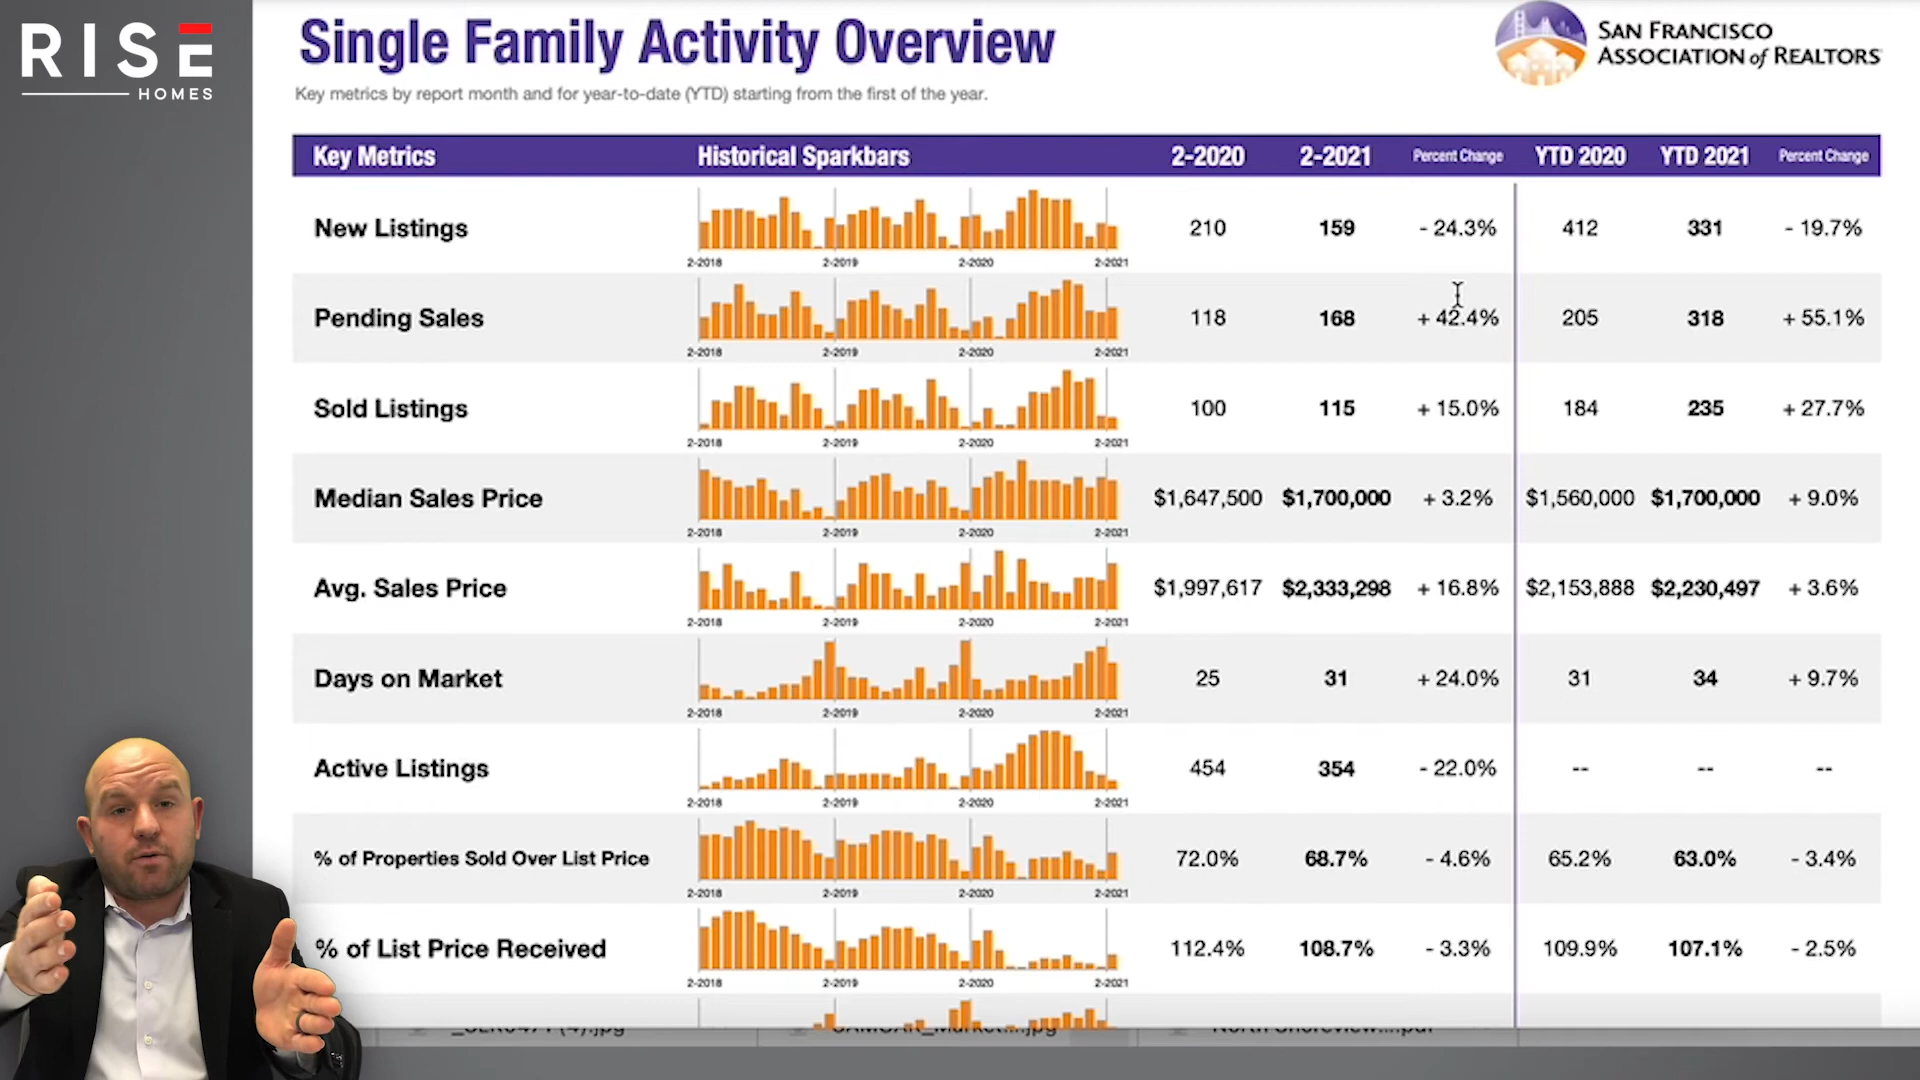 RISE
HOMES
Single Family Activity Overview
SAN FRANCISCO
ASSOCIATION of REALTORS
Key metrics by report month and for year-to-date (YTD) starting from the first of the year.
Key Metrics Historical Sparkbars 2-2020 2-2021 Percent Change YTD 2020 YTD 2021 Percent Change
New Listings 210 159 - 24.3% 412 331 - 19.7%
2-2018 2-2019 2-2020 2-2021
Pending Sales 118 168 + 42.4% 205 318 + 55.1%
2-2018 2-2019 2-2020 2-2021
Sold Listings 100 115 + 15.0% 184 235 + 27.7%
2-2018 2-2019 2-2020 2-2021
Median Sales Price $1,647,500 $1,700,000 + 3.2% $1,560,000 $1,700,000 + 9.0%
2-2018 2-2019 2-2020 2-2021
Avg. Sales Price $1,997,617 $2,333,298 + 16.8% $2,153,888 $2,230,497 + 3.6%
2-2018 2-2019 2-2020 2-2021
Days on Market 25 31 + 24.0% 31 34 + 9.7%
2-2018 2-2019 2-2020 2-2021
Active Listings 454 354 - 22.0% -- -- --
2-2018 2-2019 2-2020 2-2021
% of Properties Sold Over List Price 72.0% 68.7% - 4.6% 65.2% 63.0% - 3.4%
2-2018 2-2019 2-2020 2-2021
% of List Price Received 112.4% 108.7% - 3.3% 109.9% 107.1% - 2.5%
2-2018 2-2019 2-2020 2-2021